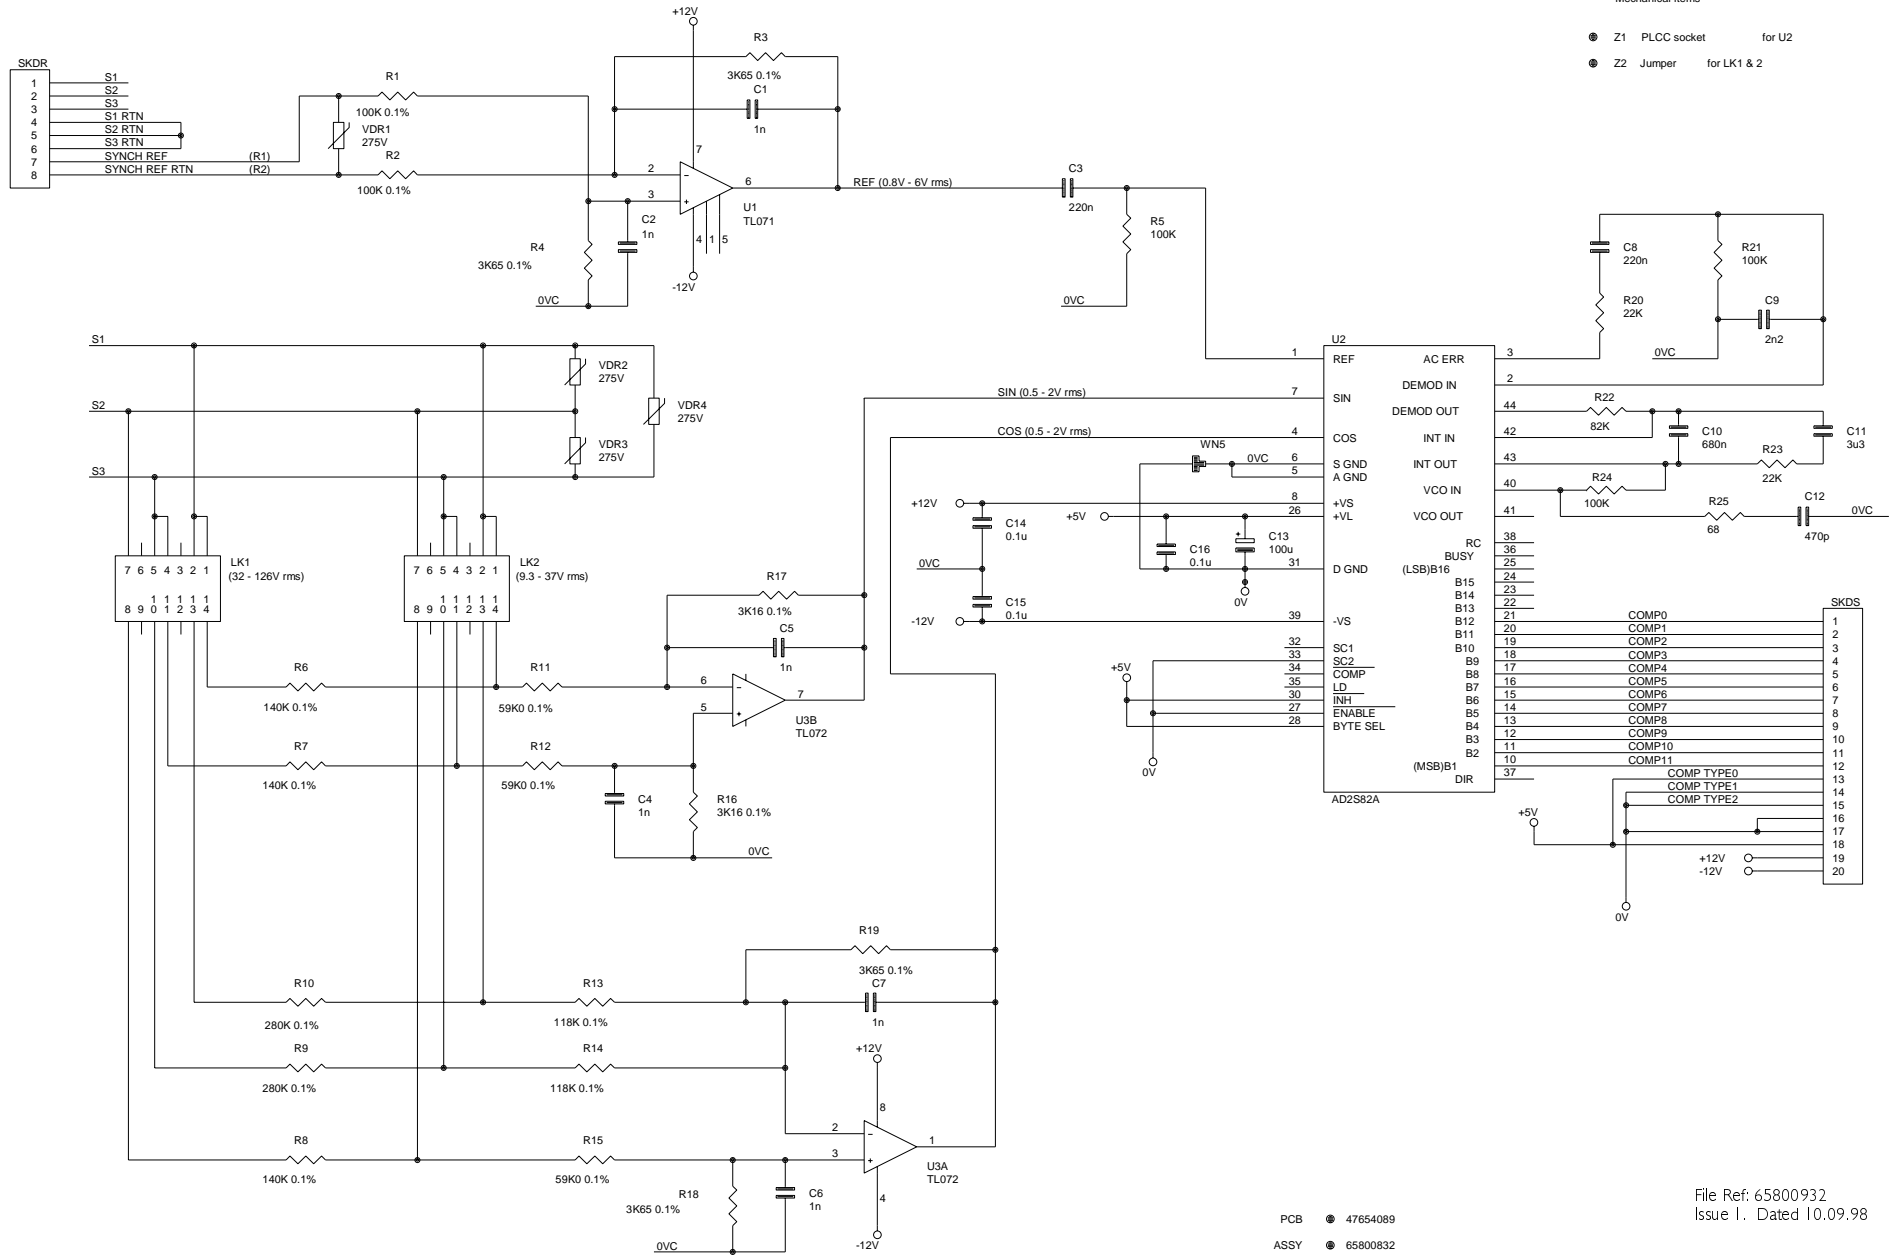 Mechanical Items
Z1 PLCC socket for U2
Z2 Jumper for LK1 & 2
SKDR
1 S1
2 S2
3 S3
4 S1 RTN
5 S2 RTN
6 S3 RTN
7 SYNCH REF (R1)
8 SYNCH REF RTN (R2)
R1
100K 0.1%
VDR1
275V
R2
100K 0.1%
+12V
R3
3K65 0.1%
C1
1n
7
2
3
6
-
+
U1
TL071
4 1 5
-12V
C2
1n
R4
3K65 0.1%
0VC
REF (0.8V - 6V rms)
C3
220n
R5
100K
0VC
C8
220n
R20
22K
R21
100K
C9
2n2
0VC
S1
S2
S3
VDR2
275V
VDR3
275V
VDR4
275V
LK1
(32 - 126V rms)
7 6 5 4 3 2 1
8 9 10 11 12 13 14
LK2
(9.3 - 37V rms)
7 6 5 4 3 2 1
8 9 10 11 12 13 14
SIN (0.5 - 2V rms)
COS (0.5 - 2V rms)
WN5
0VC
+12V
C14
0.1u
0VC
C15
0.1u
-12V
+5V
C16
0.1u
+
C13
100u
0V
+5V
0V
U2
1 REF
7 SIN
4 COS
6 S GND
5 A GND
8 +VS
26 +VL
31 D GND
39 -VS
32 SC1
33 SC2
34 COMP
35 LD
30 INH
27 ENABLE
28 BYTE SEL
AC ERR 3
DEMOD IN 2
DEMOD OUT 44
INT IN 42
INT OUT 43
VCO IN 40
VCO OUT 41
RC 38
BUSY 36
(LSB)B16 25
B15 24
B14 23
B13 22
B12 21
B11 20
B10 19
B9 18
B8 17
B7 16
B6 15
B5 14
B4 13
B3 12
B2 11
(MSB)B1 10
DIR 37
AD2S82A
R22
82K
C10
680n
C11
3u3
R23
22K
R24
100K
R25
68
C12
470p
0VC
SKDS
COMP0 1
COMP1 2
COMP2 3
COMP3 4
COMP4 5
COMP5 6
COMP6 7
COMP7 8
COMP8 9
COMP9 10
COMP10 11
COMP11 12
COMP TYPE0 13
COMP TYPE1 14
COMP TYPE2 15
16
17
18
+12V 19
-12V 20
+5V
0V
R17
3K16 0.1%
C5
1n
R6
140K 0.1%
R11
59K0 0.1%
6
5
7
-
+
U3B
TL072
R7
140K 0.1%
R12
59K0 0.1%
C4
1n
R16
3K16 0.1%
0VC
R19
3K65 0.1%
C7
1n
R10
280K 0.1%
R13
118K 0.1%
R9
280K 0.1%
R14
118K 0.1%
+12V
8
2
3
1
-
+
U3A
TL072
4
-12V
R8
140K 0.1%
R15
59K0 0.1%
R18
3K65 0.1%
C6
1n
0VC
PCB 47654089
ASSY 65800832
File Ref: 65800932
Issue 1. Dated 10.09.98